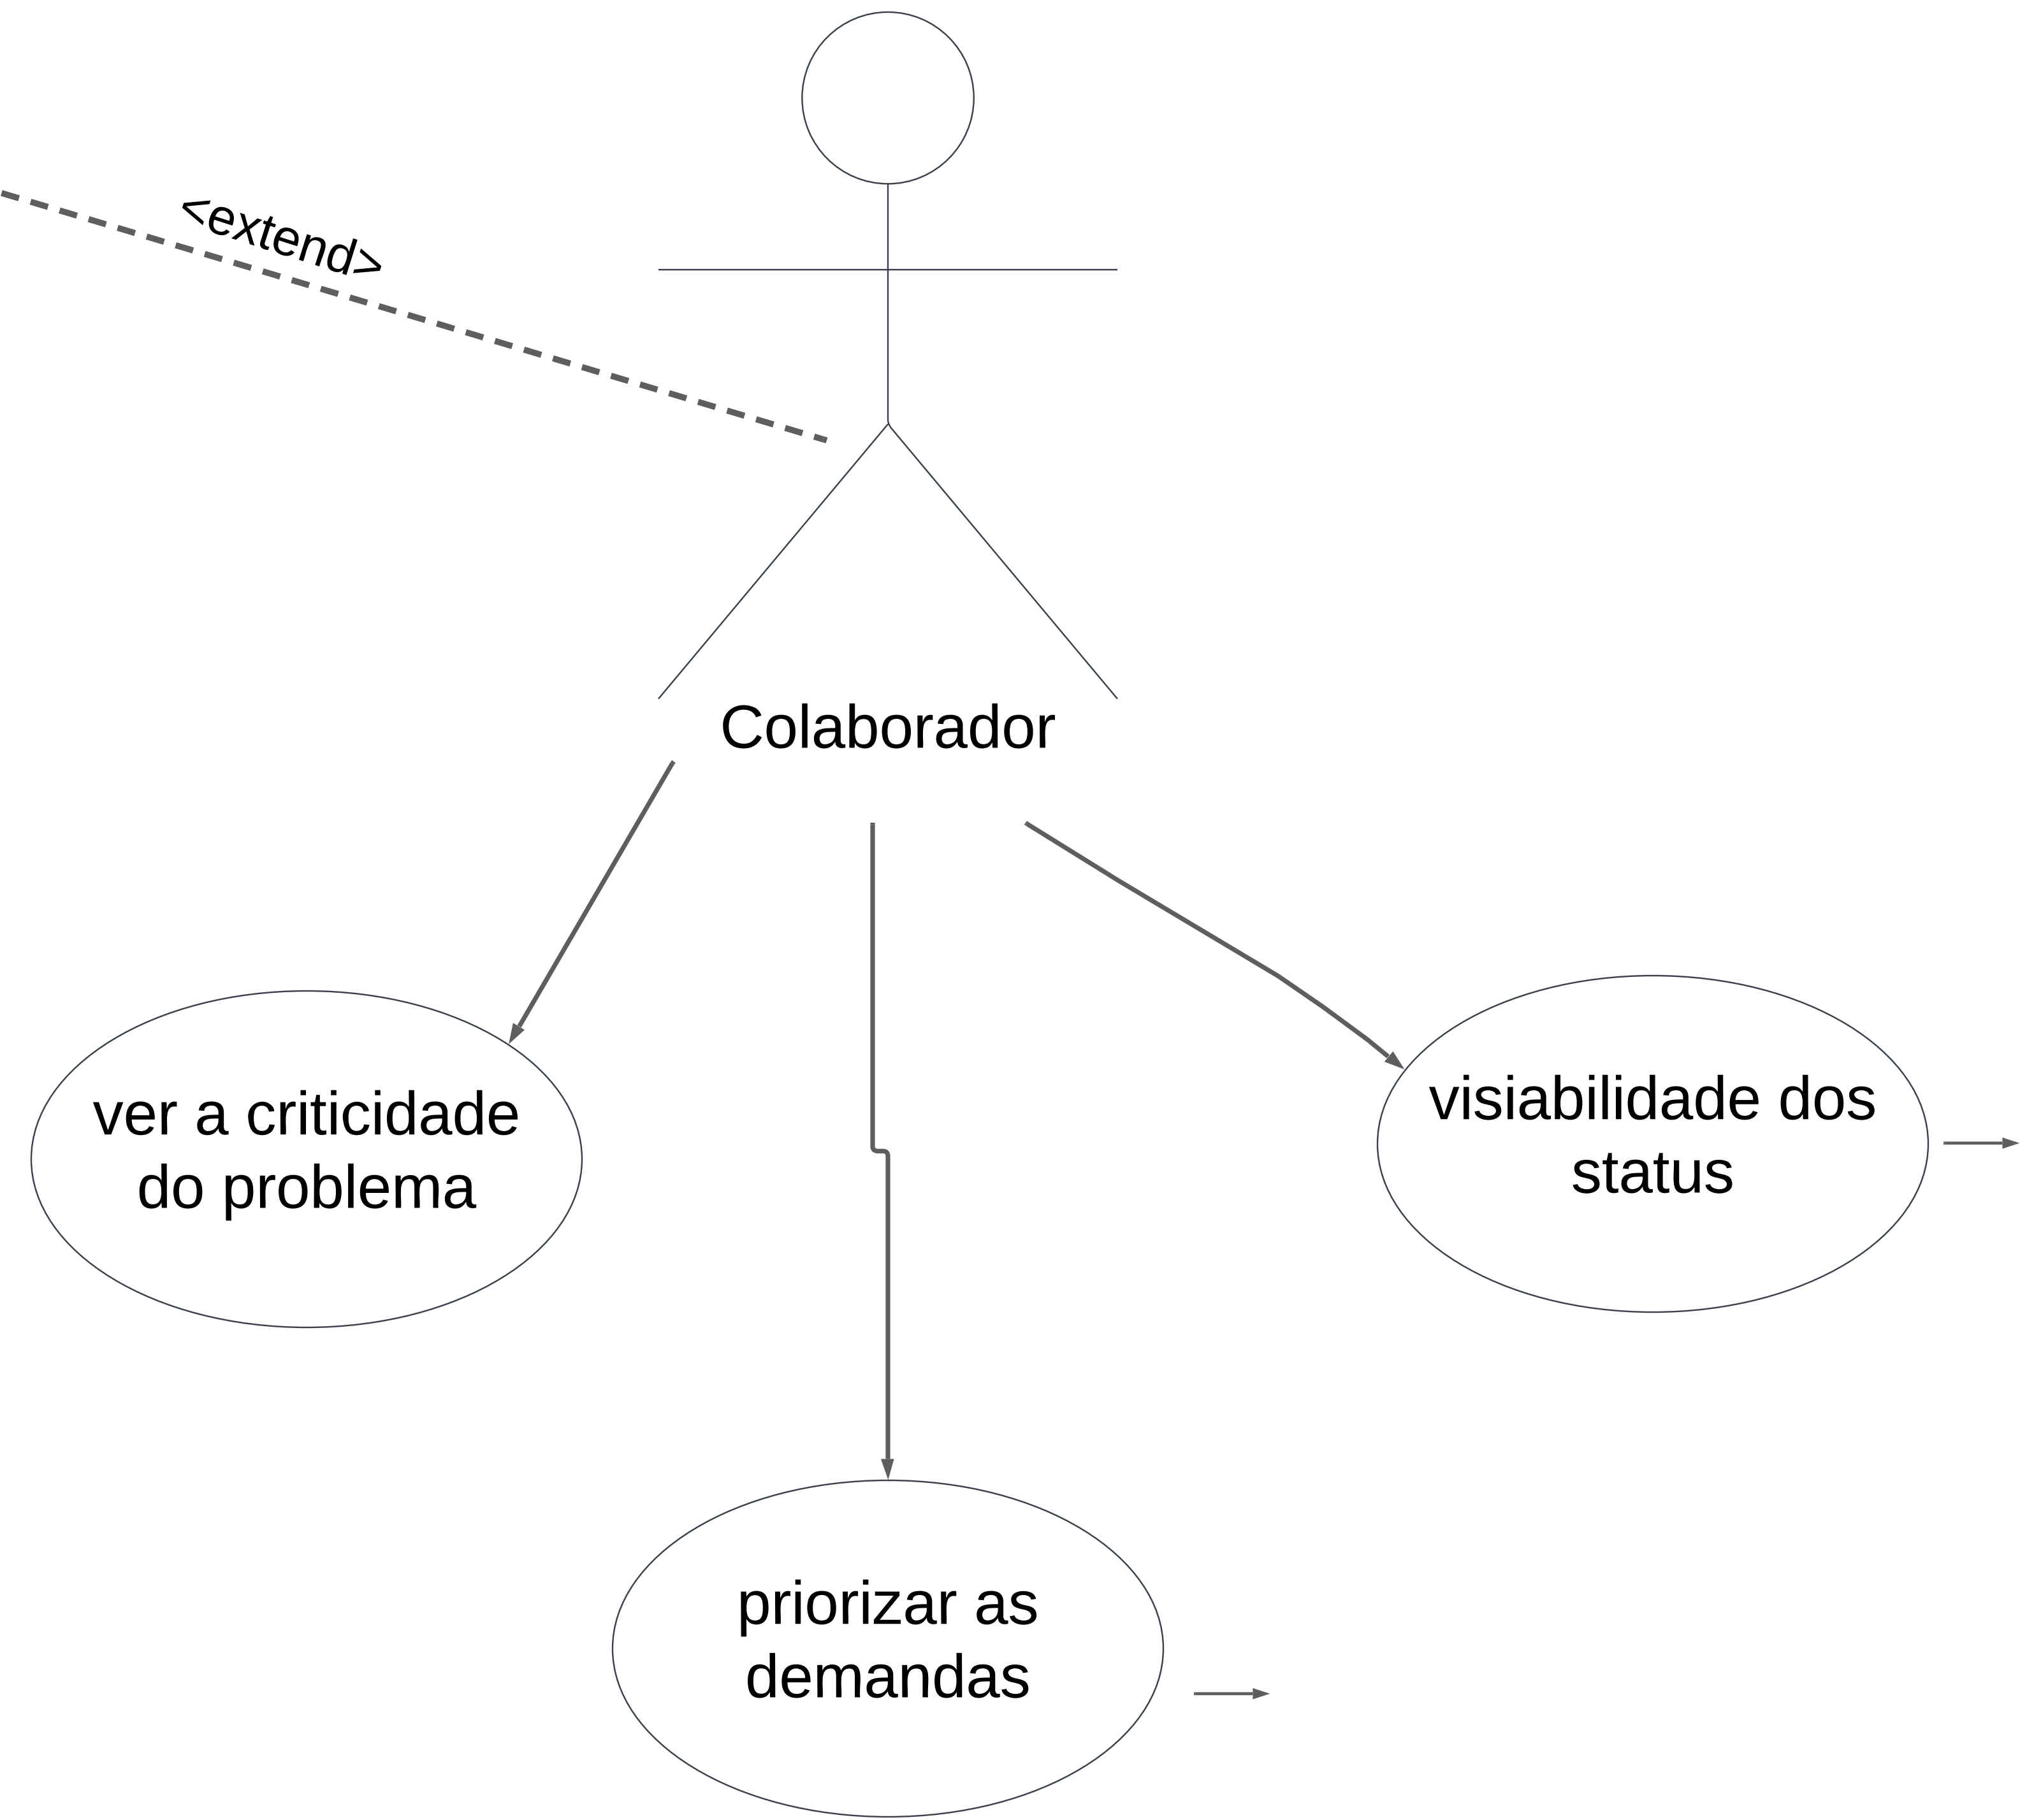 <extend>
Colaborador
ver a criticidade
do problema
visiabilidade dos
status
priorizar as
demandas